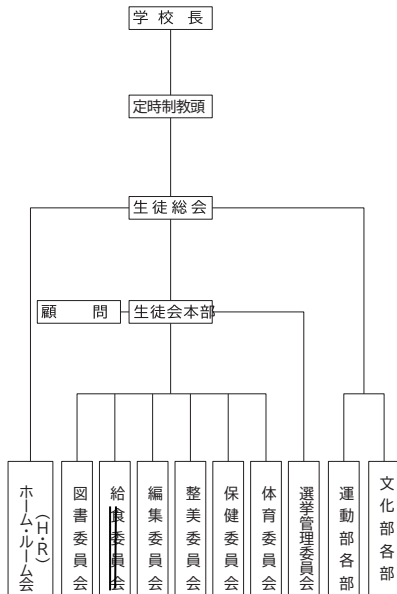 学校長
定時制教頭
生徒総会
顧問
生徒会本部
ホーム・ルーム会
(H・R)
図書委員会
給食委員会
編集委員会
整美委員会
保健委員会
体育委員会
選挙管理委員会
運動部各部
文化部各部